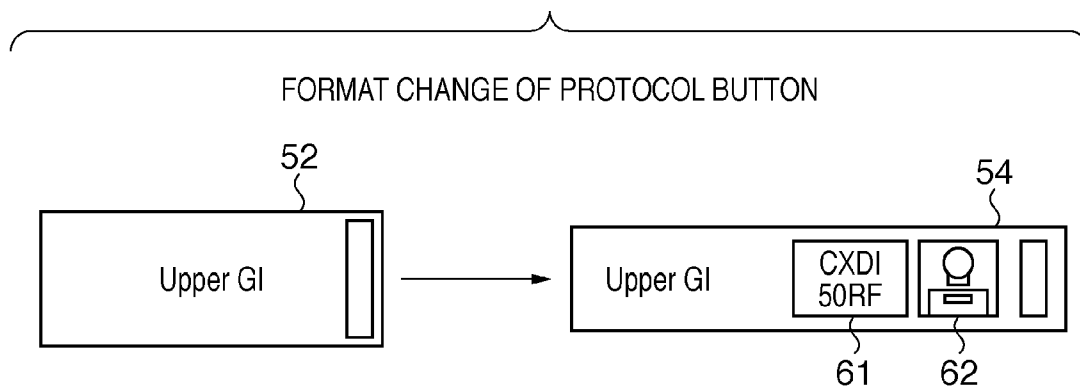 FORMAT CHANGE OF PROTOCOL BUTTON
52
54
Upper GI
Upper GI
CXDI
50RF
61
62